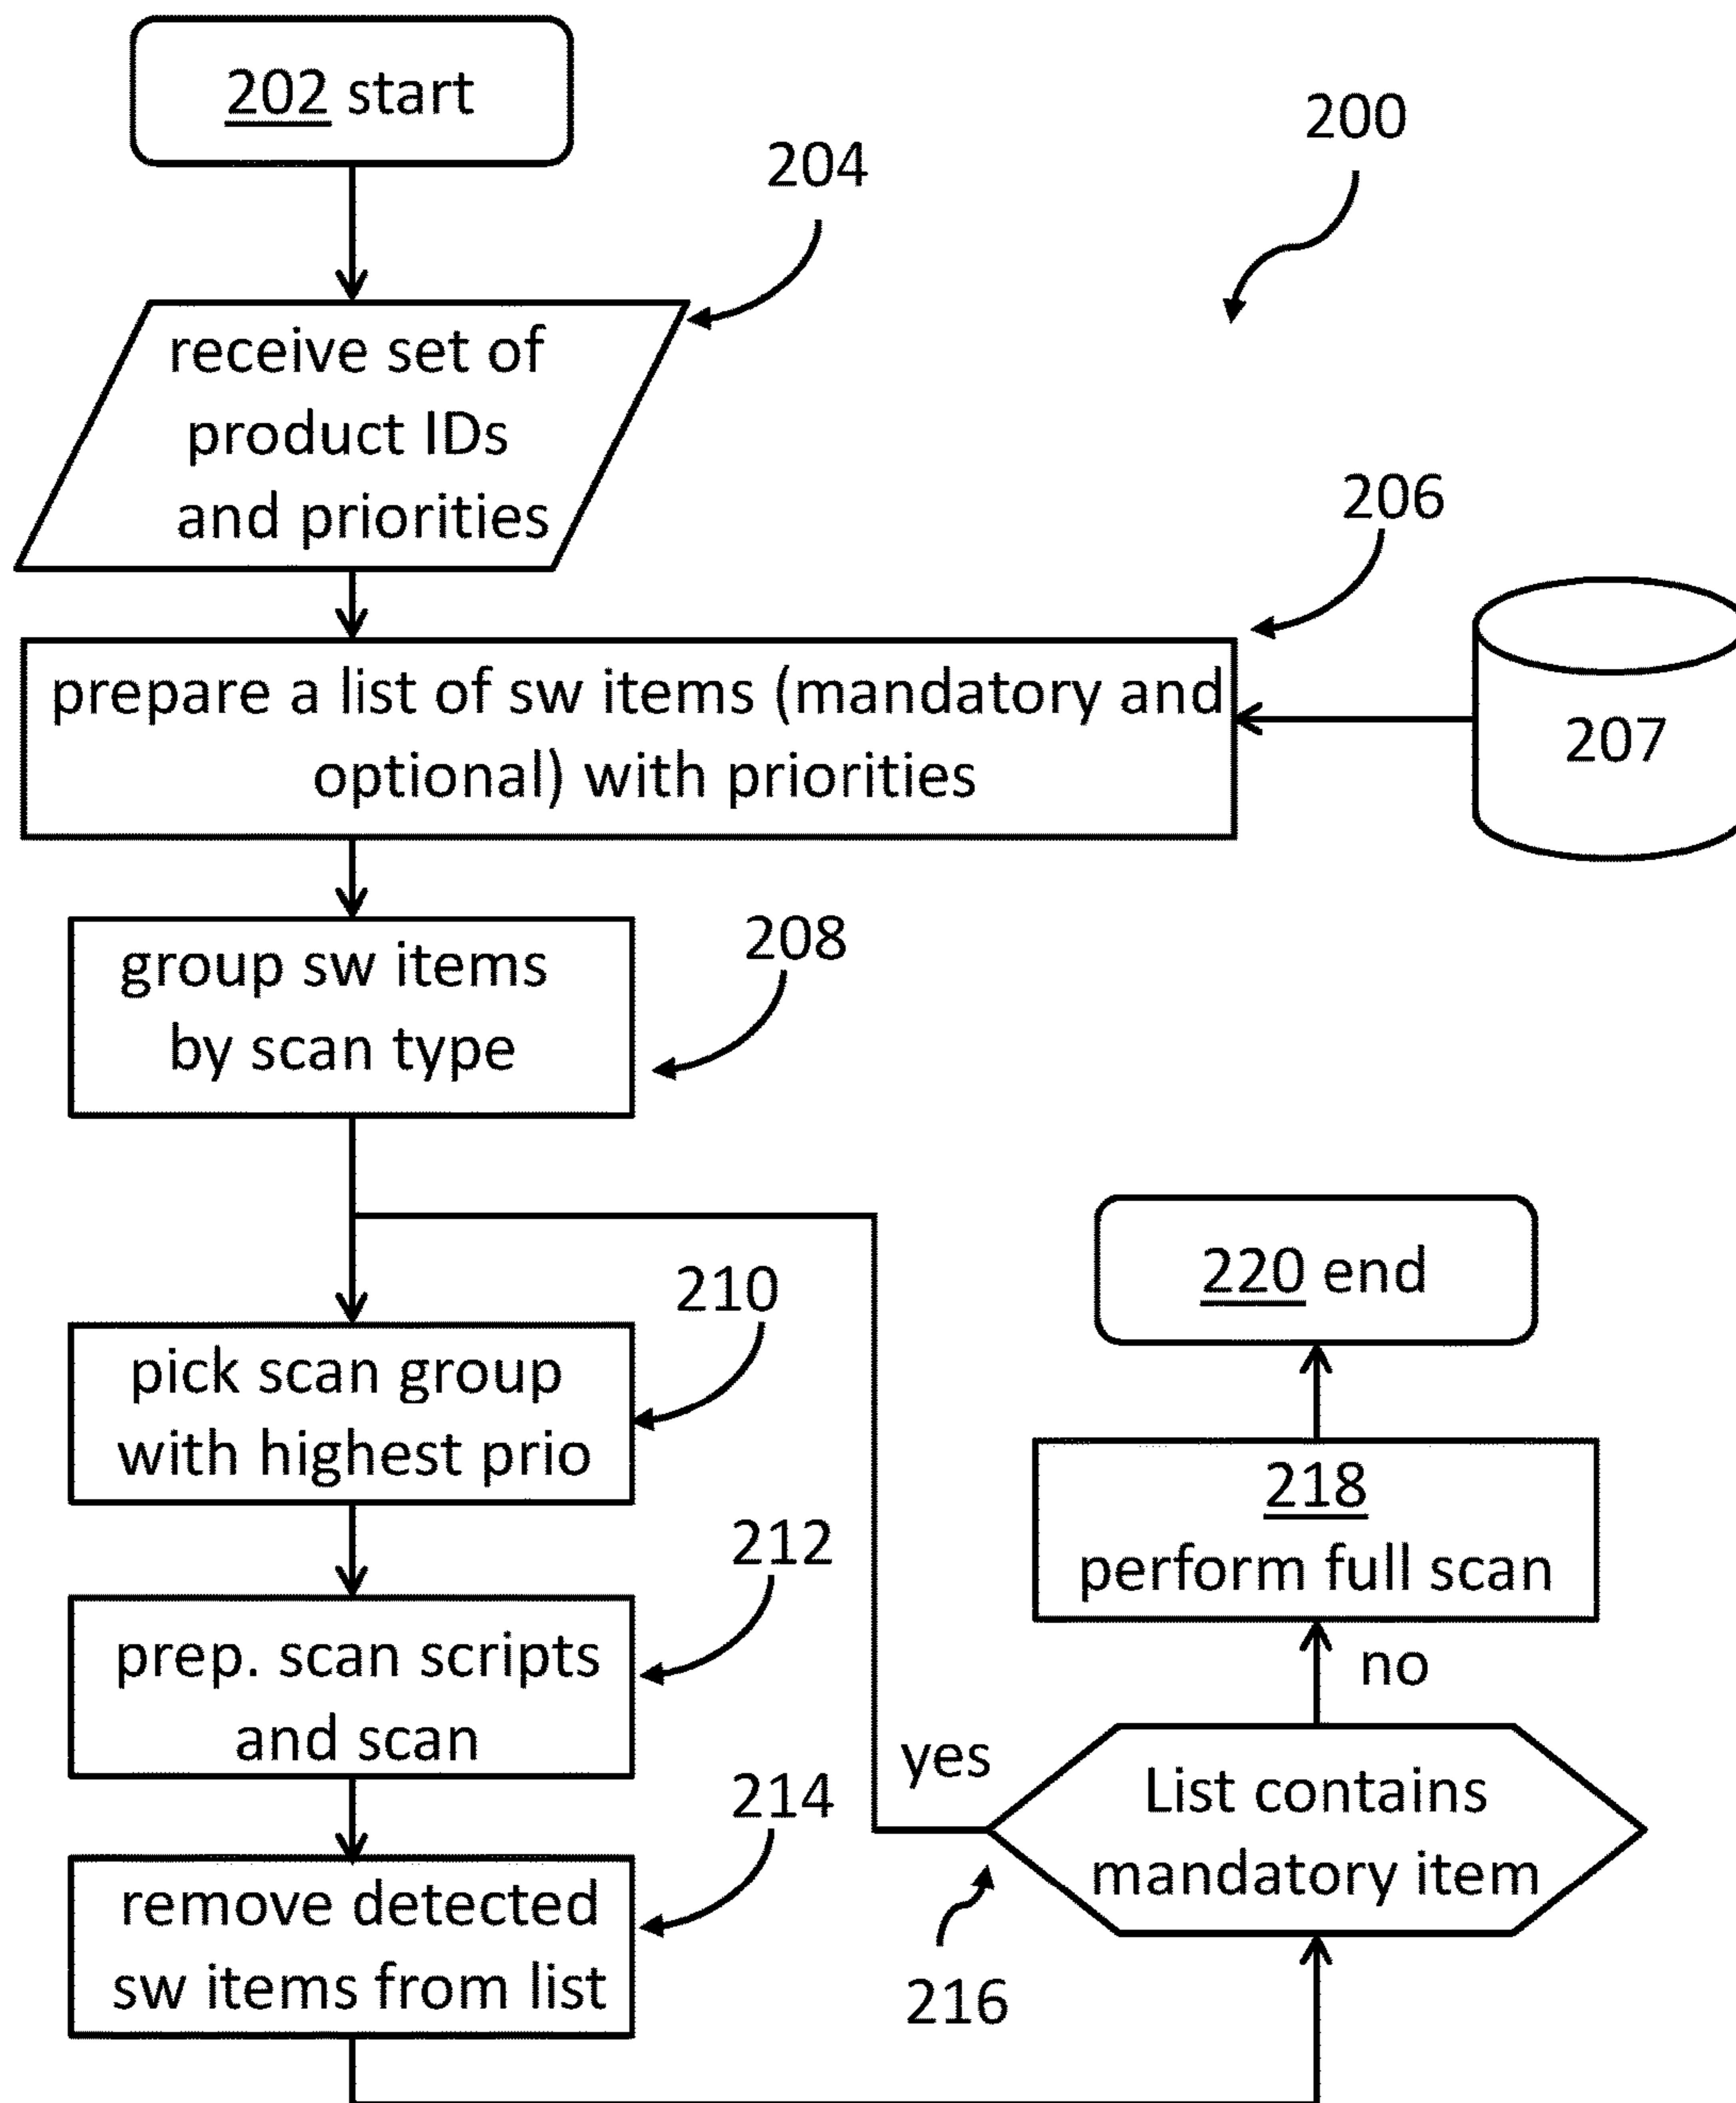 202 start
200
204
receive set of
product IDs
and priorities
206
prepare a list of sw items (mandatory and
optional) with priorities
207
208
group sw items
by scan type
220 end
210
pick scan group
with highest prio
218
perform full scan
212
prep. scan scripts
and scan
no
yes
List contains
mandatory item
214
remove detected
sw items from list
216